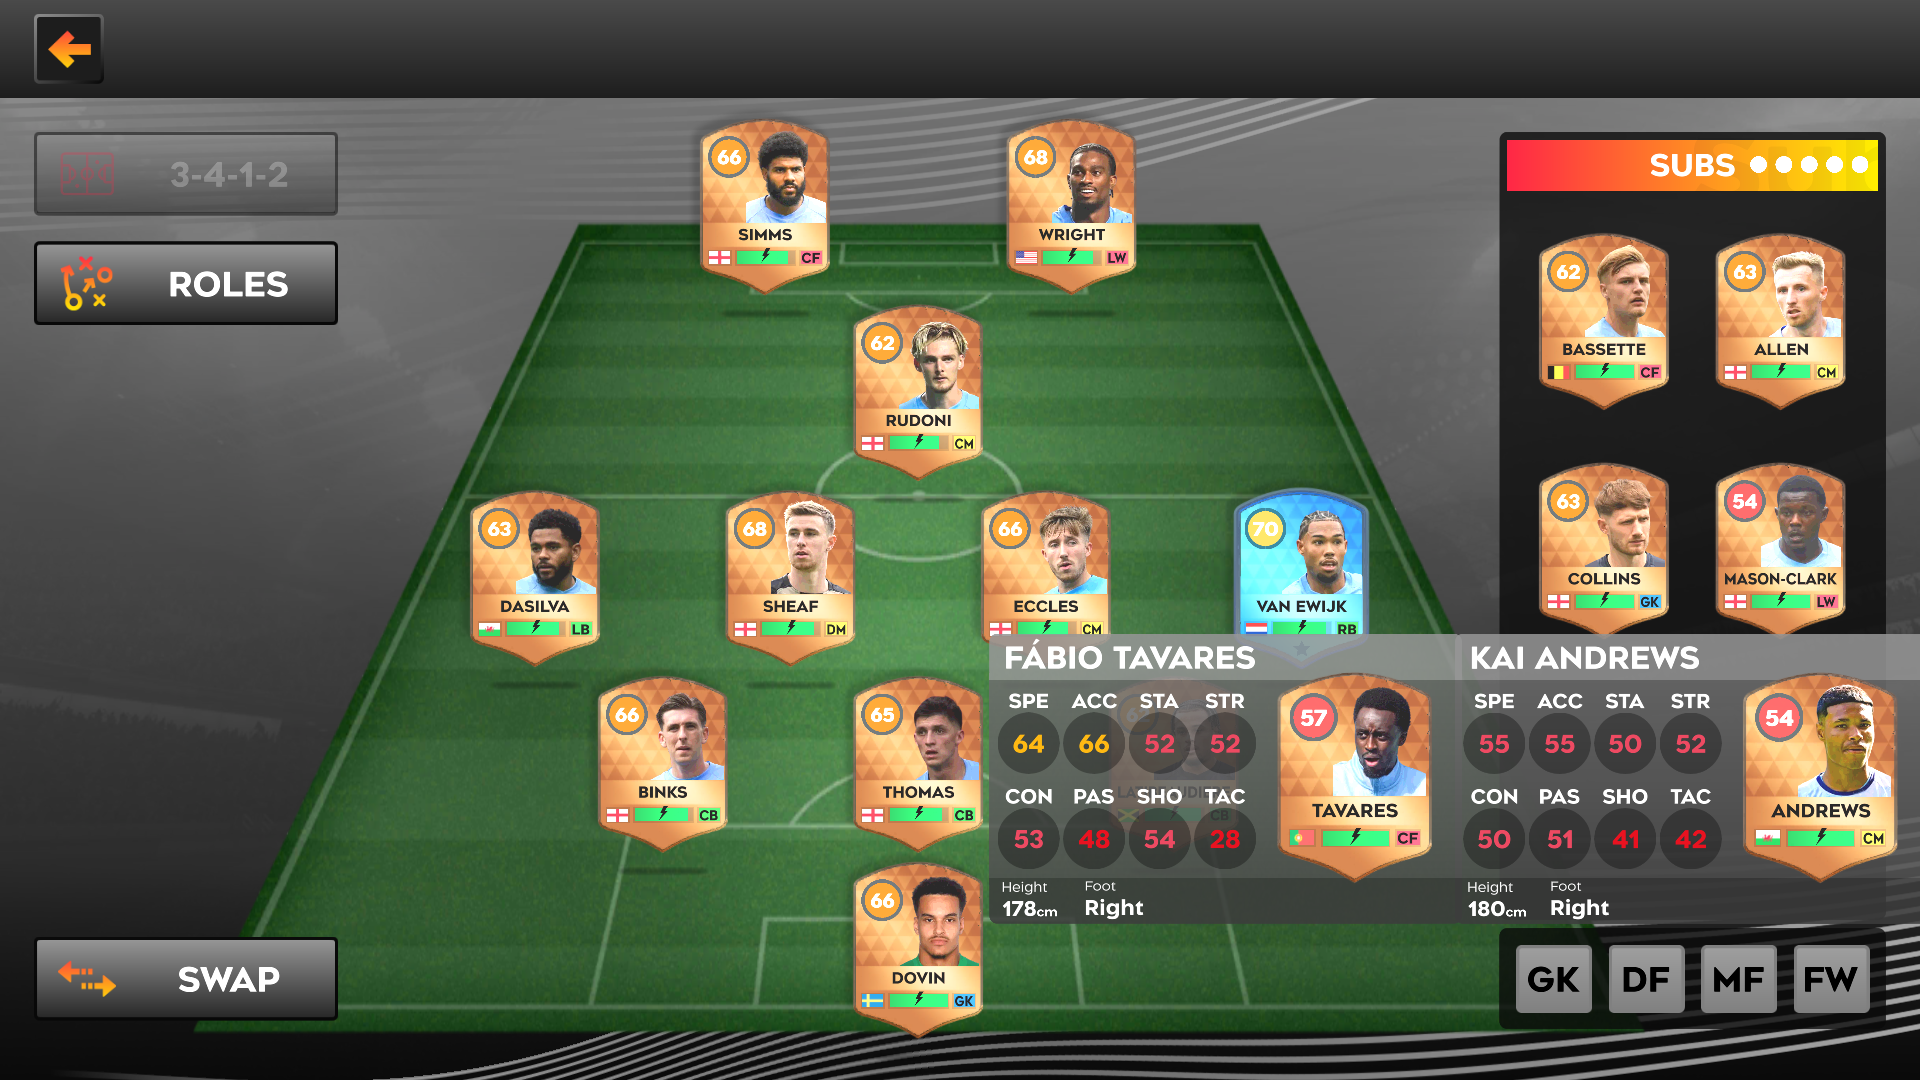 3-4-1-2
ROLES
66
SIMMS
CF
68
WRIGHT
LW
62
RUDONI
CM
63
DASILVA
LB
68
SHEAF
DM
66
ECCLES
CM
70
VAN EWIJK
RB
66
BINKS
CB
65
THOMAS
CB
CB
66
DOVIN
GK
SUBS
62
BASSETTE
CF
63
ALLEN
CM
63
COLLINS
GK
54
MASON-CLARK
LW
FÁBIO TAVARES
SPE ACC STA STR
64 66 52 52
CON PAS SHO TAC
53 48 54 28
Height Foot
178cm Right
57
TAVARES
CF
KAI ANDREWS
SPE ACC STA STR
55 55 50 52
CON PAS SHO TAC
50 51 41 42
Height Foot
180cm Right
54
ANDREWS
CM
SWAP
GK DF MF FW